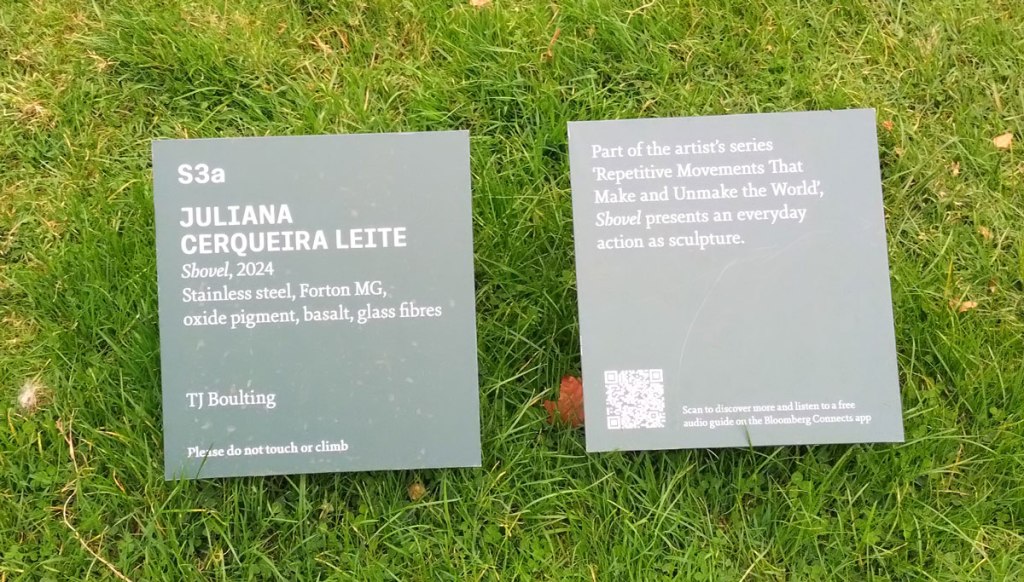 S3a
JULIANA
CERQUEIRA LEITE
Shovel, 2024
Stainless steel, Forton MG,
oxide pigment, basalt, glass fibres
TJ Boulting
Please do not touch or climb
Part of the artist's series
'Repetitive Movements That
Make and Unmake the World',
Shovel presents an everyday
action as sculpture.
Scan to discover more and listen to a free
audio guide on the Bloomberg Connects app